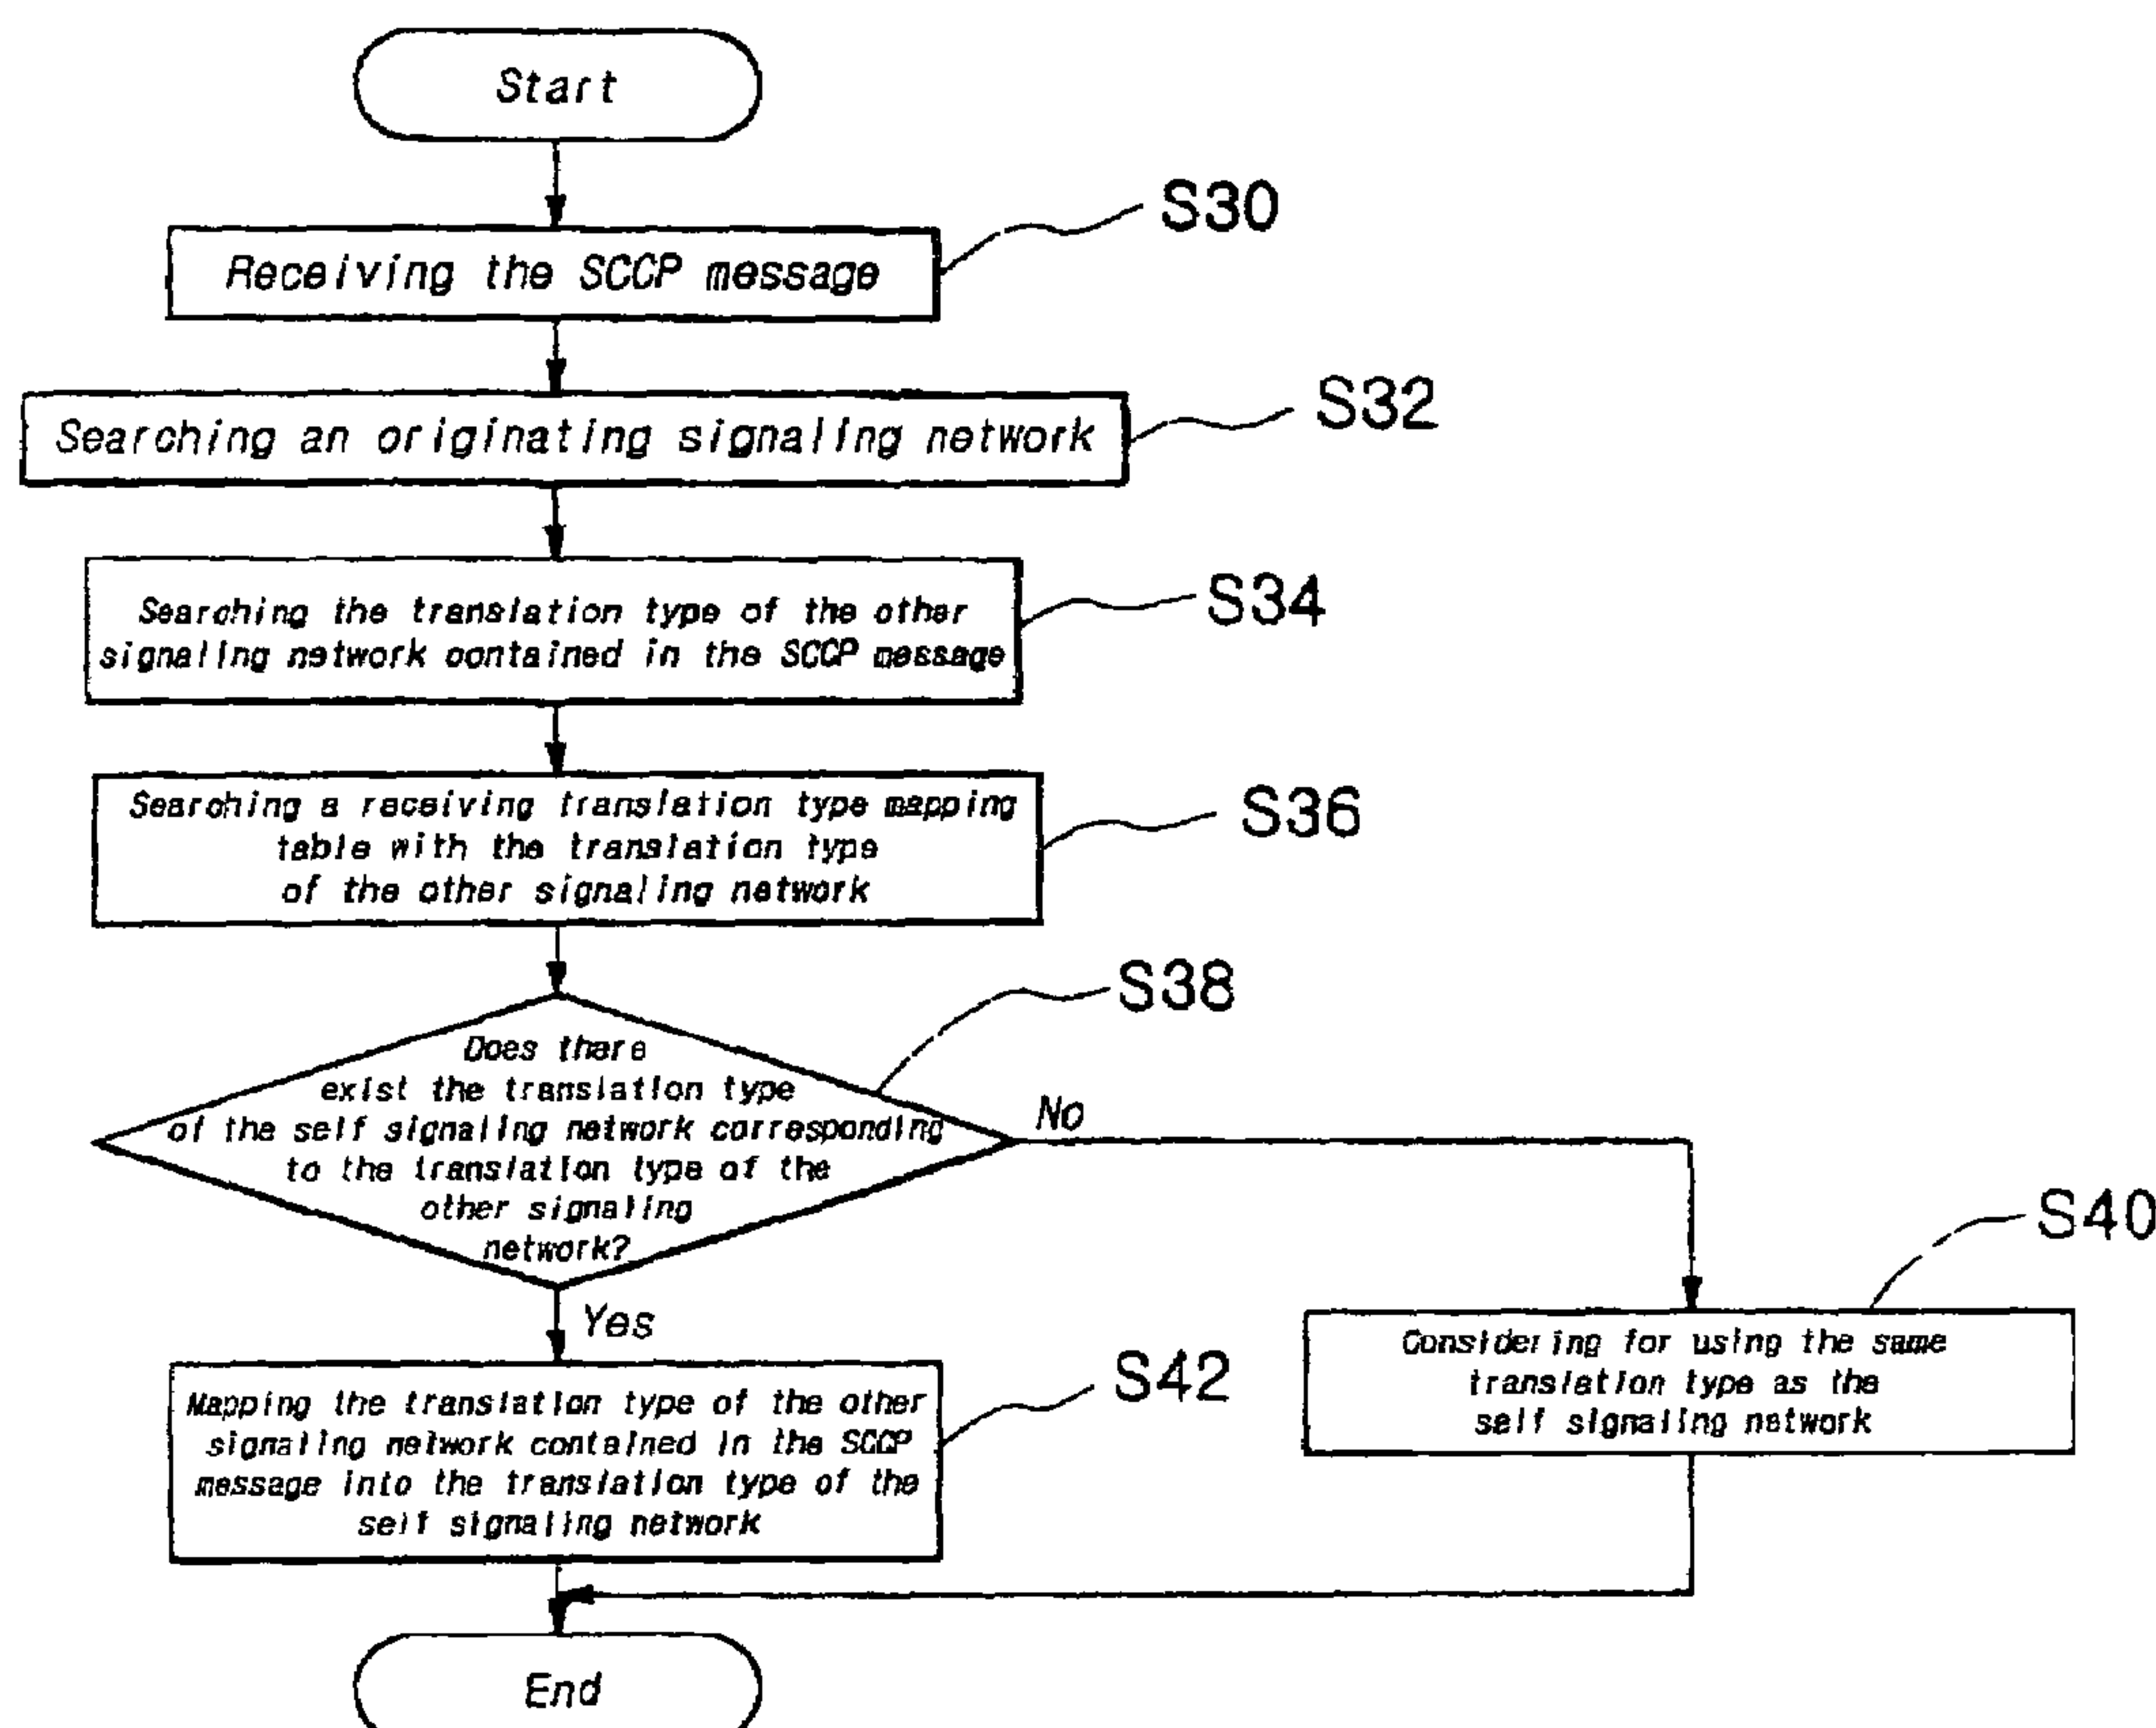 Start
S30
Receiving the SCCP message
S32
Searching an originating signaling network
S34
Searching the translation type of the other
signaling network contained in the SCCP message
S36
Searching a receiving translation type mapping
table with the translation type
of the other signaling network
S38
Does there
exist the translation type
of the self signaling network corresponding
to the translation type of the
other signaling
network?
No
Yes
S40
Considering for using the same
translation type as the
self signaling network
S42
Mapping the translation type of the other
signaling network contained in the SCCP
message into the translation type of the
self signaling network
End